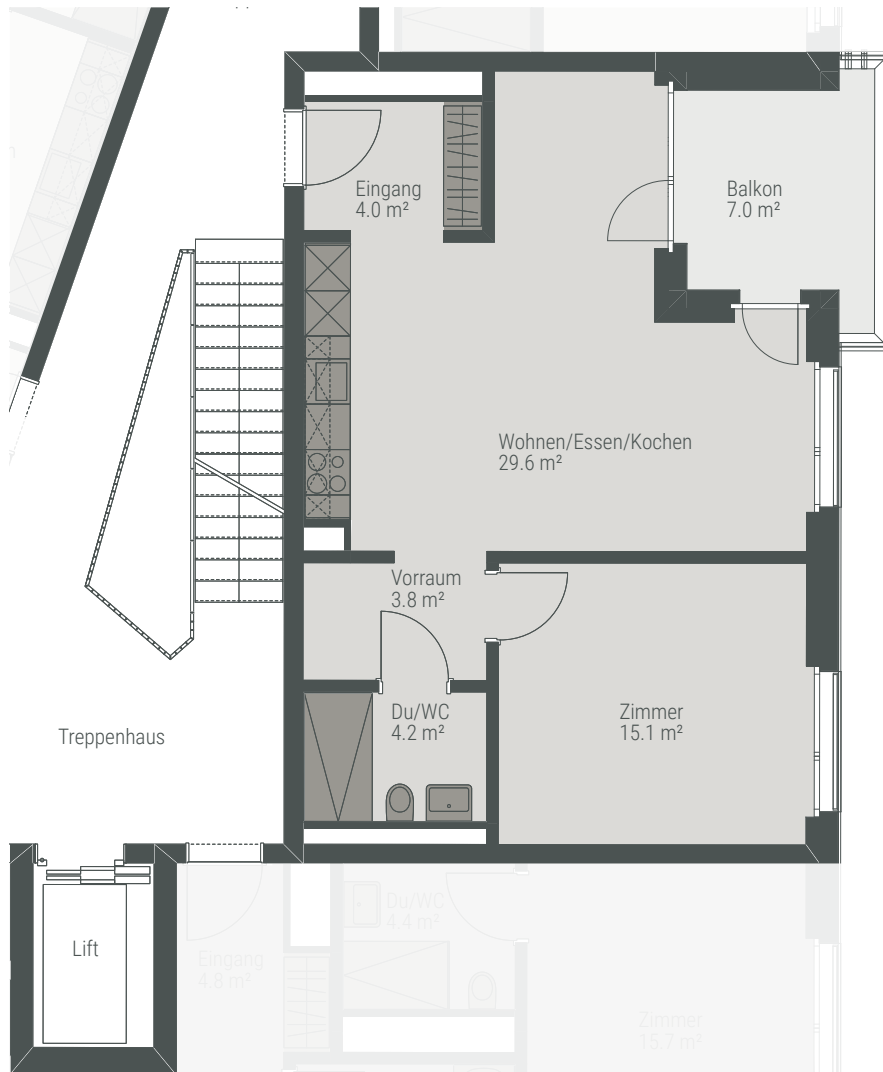 Eingang
4.0 m²
Balkon
7.0 m²
Wohnen/Essen/Kochen
29.6 m²
Vorraum
3.8 m²
Du/WC
4.2 m²
Zimmer
15.1 m²
Treppenhaus
Lift
Du/WC
4.4 m²
Eingang
4.8 m²
Zimmer
15.7 m²